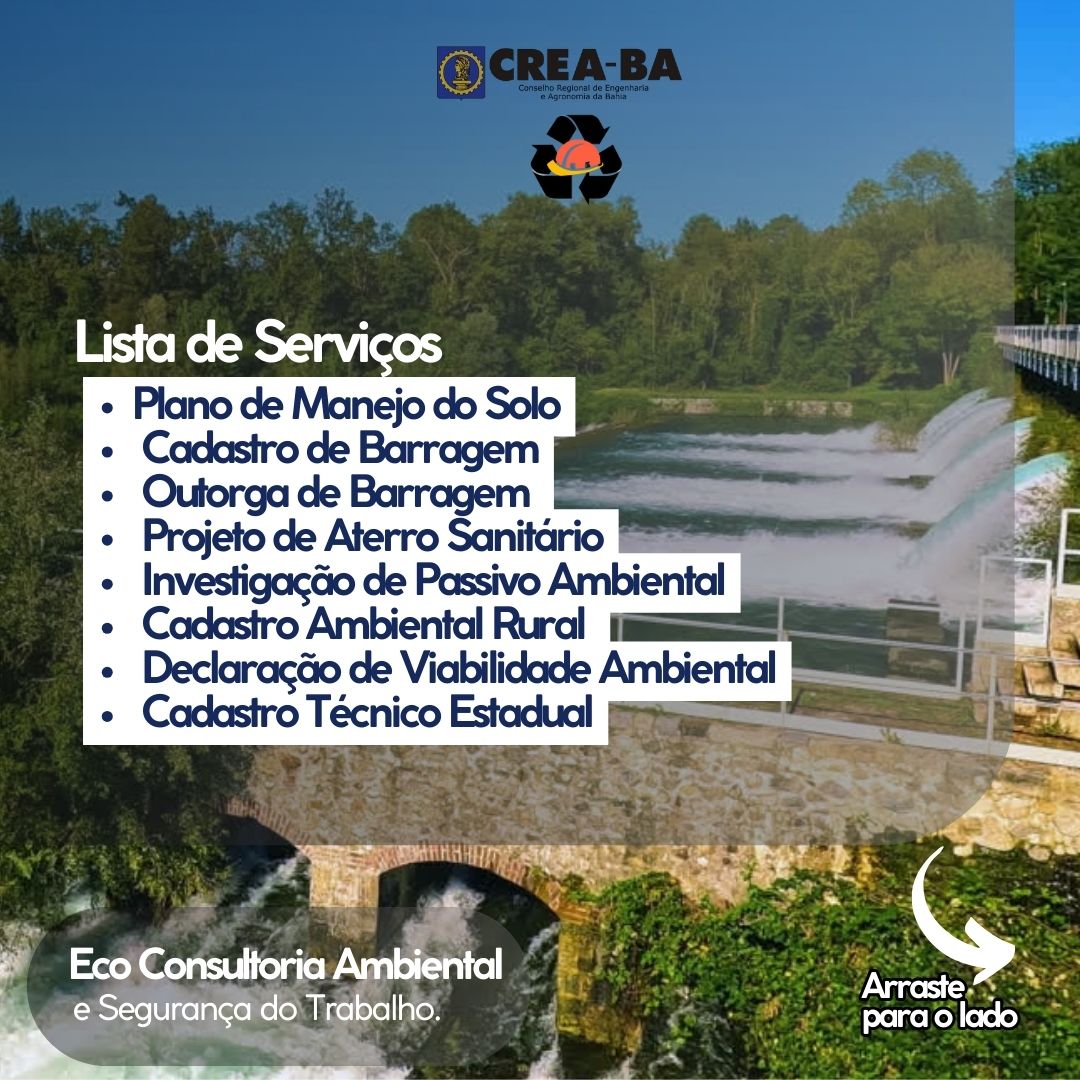 CREA-BA
Conselho Regional de Engenharia
e Agronomia da Bahia
Lista de Serviços
• Plano de Manejo do Solo
• Cadastro de Barragem
• Outorga de Barragem
• Projeto de Aterro Sanitário
• Investigação de Passivo Ambiental
• Cadastro Ambiental Rural
• Declaração de Viabilidade Ambiental
• Cadastro Técnico Estadual
Eco Consultoria Ambiental
e Segurança do Trabalho.
Arraste
para o lado